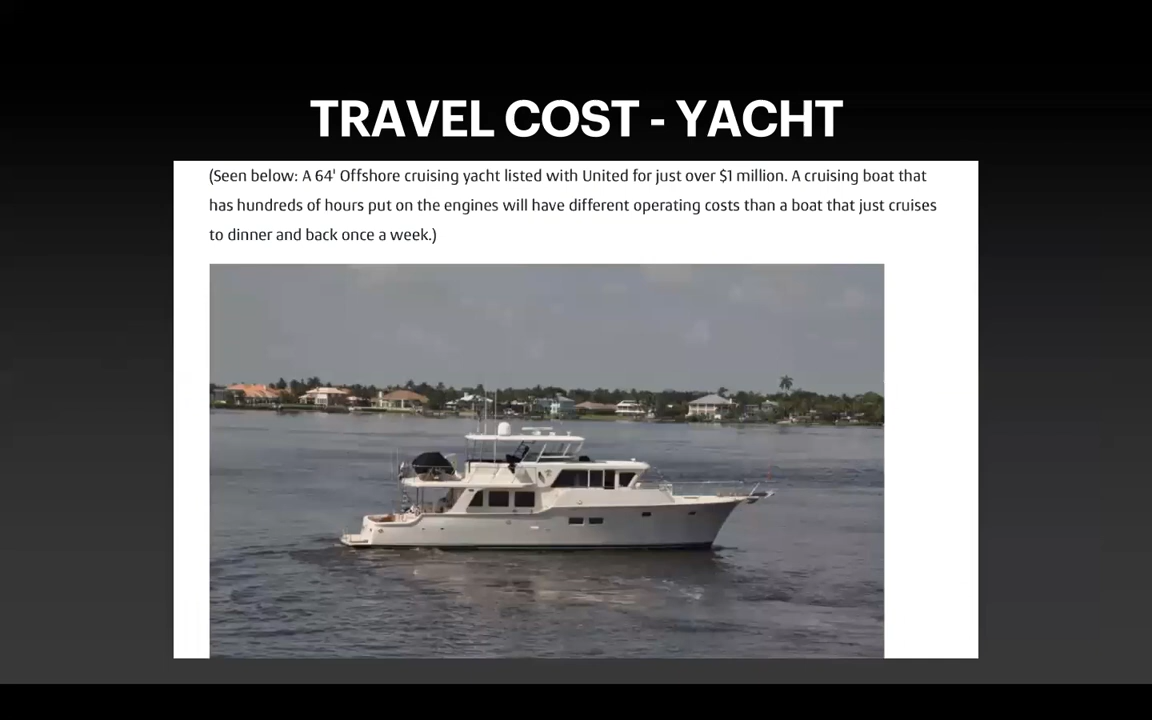 TRAVEL COST - YACHT
(Seen below: A 64' Offshore cruising yacht listed with United for just over $1 million. A cruising boat that
has hundreds of hours put on the engines will have different operating costs than a boat that just cruises
to dinner and back once a week.)